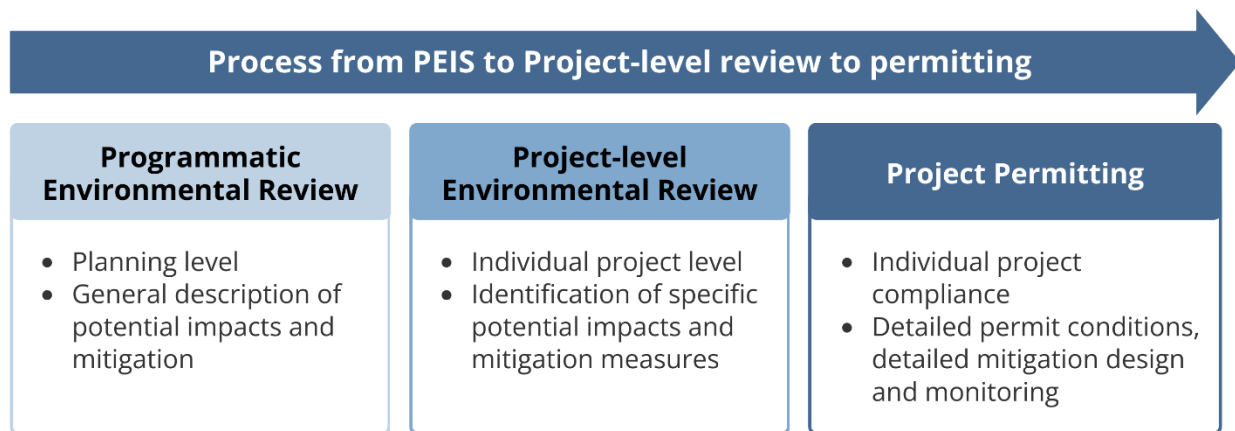 Process from PEIS to Project-level review to permitting
Programmatic
Environmental Review
• Planning level
• General description of
potential impacts and
mitigation
Project-level
Environmental Review
• Individual project level
• Identification of specific
potential impacts and
mitigation measures
Project Permitting
• Individual project
compliance
• Detailed permit conditions,
detailed mitigation design
and monitoring